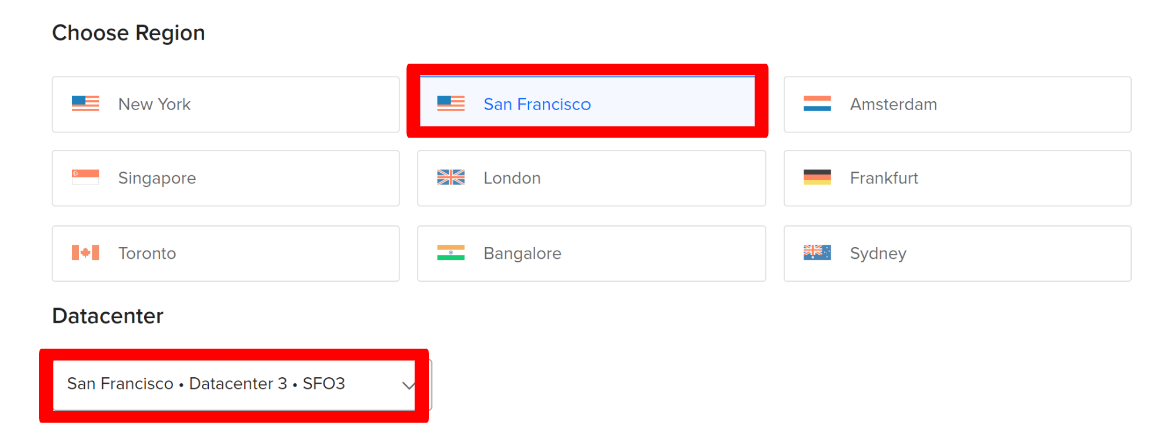 Choose Region
New York
San Francisco
Amsterdam
Singapore
London
Frankfurt
Toronto
Bangalore
Sydney
Datacenter
San Francisco • Datacenter 3 • SFO3